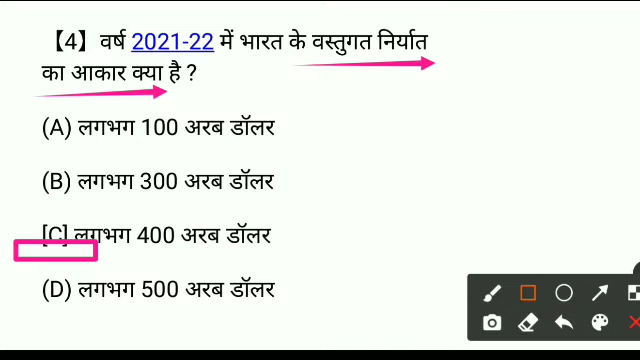 【4】 वर्ष 2021-22 में भारत के वस्तुगत निर्यात
का आकार क्या है ?
(A) लगभग 100 अरब डॉलर
(B) लगभग 300 अरब डॉलर
[C] लगभग 400 अरब डॉलर
(D) लगभग 500 अरब डॉलर